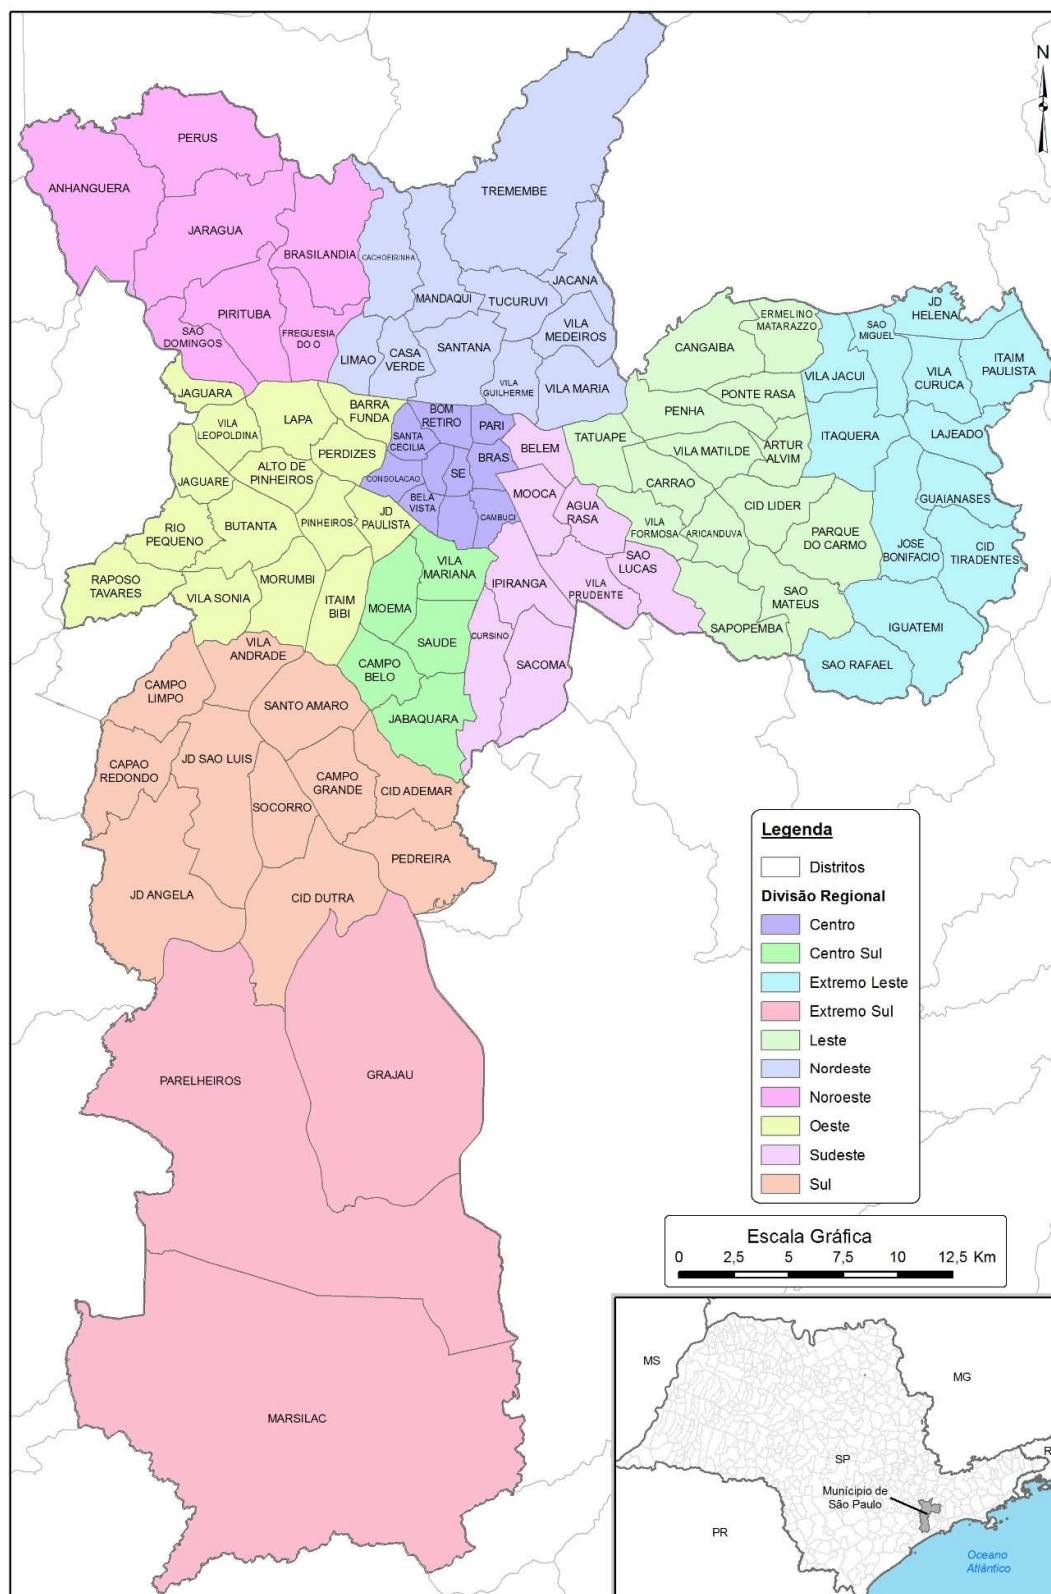 N
PERUS
ANHANGUERA
TREMEMBE
JARAGUA
BRASILANDIA
CACHOEIRINHA
JACANA
MANDAQUI
TUCURUVI
PIRITUBA
VILA
MEDEIROS
SAO
DOMINGOS
FREGUESIA
DO O
LIMAO
CASA
VERDE
SANTANA
VILA
GUILHERME
VILA MARIA
JD
HELENA
ERMELINO
MATARAZZO
SAO
MIGUEL
CANGAIBA
ITAIM
PAULISTA
VILA JACUI
VILA
CURUCA
PONTE RASA
PENHA
JAGUARA
LAPA
BARRA
FUNDA
BOM
RETIRO
PARI
VILA
LEOPOLDINA
SANTA
CECILIA
PERDIZES
BELEM
TATUAPE
VILA MATILDE
ARTUR
ALVIM
ITAQUERA
LAJEADO
BRAS
SE
ALTO DE
PINHEIROS
CONSOLACAO
JAGUARE
CARRAO
MOOCA
BELA
VISTA
CAMBUCI
AGUA
RASA
CID LIDER
GUAIANASES
RIO
PEQUENO
BUTANTA
PINHEIROS
JD
PAULISTA
VILA
FORMOSA
ARICANDUVA
PARQUE
DO CARMO
JOSE
BONIFACIO
CID
TIRADENTES
VILA
MARIANA
SAO
LUCAS
RAPOSO
TAVARES
MORUMBI
IPIRANGA
VILA
PRUDENTE
VILA SONIA
ITAIM
BIBI
MOEMA
SAO
MATEUS
SAPOPEMBA
IGUATEMI
CURSINO
SAUDE
VILA
ANDRADE
CAMPO
BELO
SACOMA
SAO RAFAEL
CAMPO
LIMPO
SANTO AMARO
JABAQUARA
CAPAO
REDONDO
JD SAO LUIS
CAMPO
GRANDE
CID ADEMAR
SOCORRO
PEDREIRA
JD ANGELA
CID DUTRA
GRAJAU
PARELHEIROS
MARSILAC
Legenda
Distritos
Divisão Regional
Centro
Centro Sul
Extremo Leste
Extremo Sul
Leste
Nordeste
Noroeste
Oeste
Sudeste
Sul
Escala Gráfica
0 2,5 5 7,5 10 12,5 Km
MS
MG
R
SP
Munícipio de
São Paulo
PR
Oceano
Atlântico